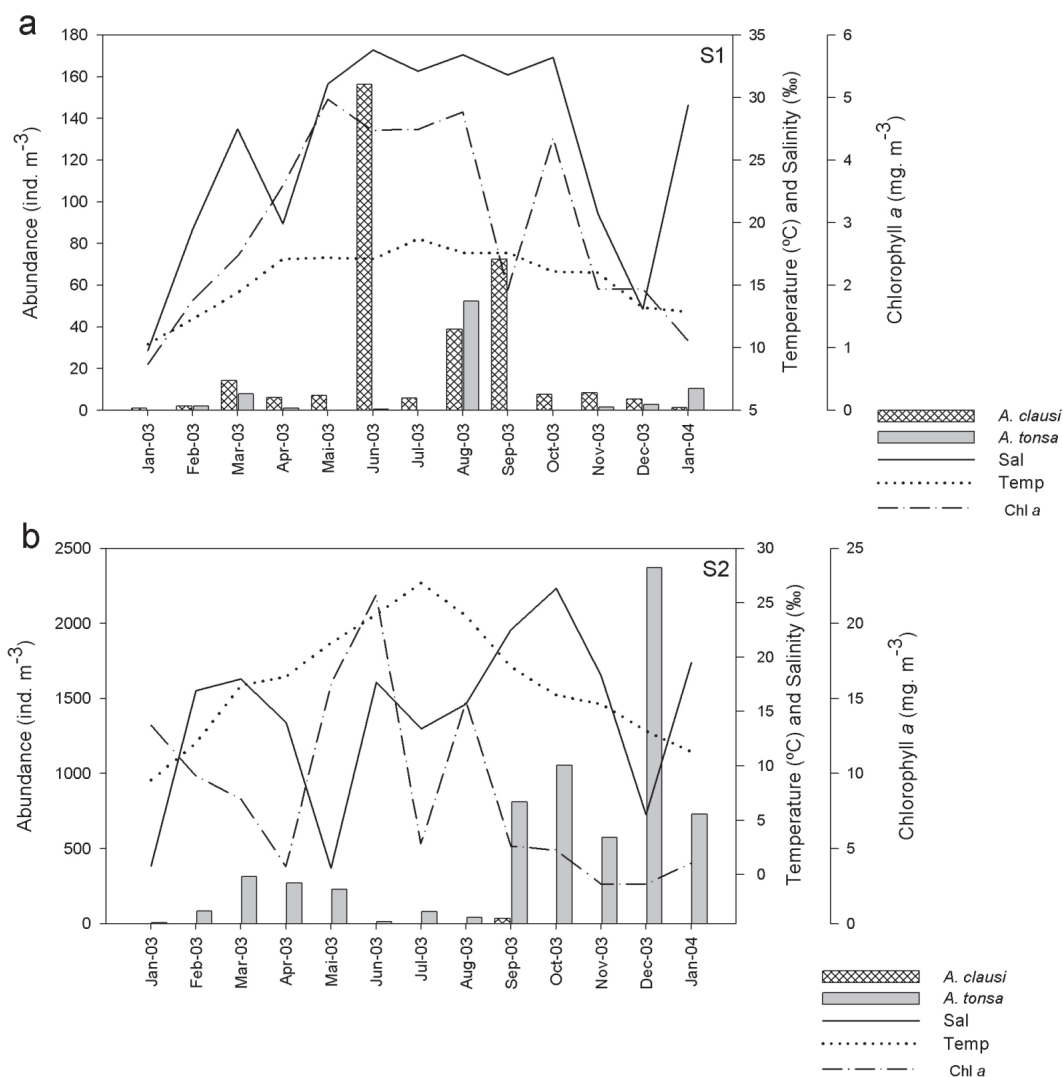 a
S1
Abundance (ind. m-3)
180
160
140
120
100
80
60
40
20
0
Jan-03
Feb-03
Mar-03
Apr-03
Mai-03
Jun-03
Jul-03
Aug-03
Sep-03
Oct-03
Nov-03
Dec-03
Jan-04
35
30
25
20
15
10
5
Temperature (ºC) and Salinity (‰)
6
5
4
3
2
1
0
Chlorophyll a (mg. m-3)
A. clausi
A. tonsa
Sal
Temp
Chl a
b
S2
Abundance (ind. m-3)
2500
2000
1500
1000
500
0
Jan-03
Feb-03
Mar-03
Apr-03
Mai-03
Jun-03
Jul-03
Aug-03
Sep-03
Oct-03
Nov-03
Dec-03
Jan-04
30
25
20
15
10
5
0
Temperature (ºC) and Salinity (‰)
25
20
15
10
5
0
Chlorophyll a (mg. m-3)
A. clausi
A. tonsa
Sal
Temp
Chl a